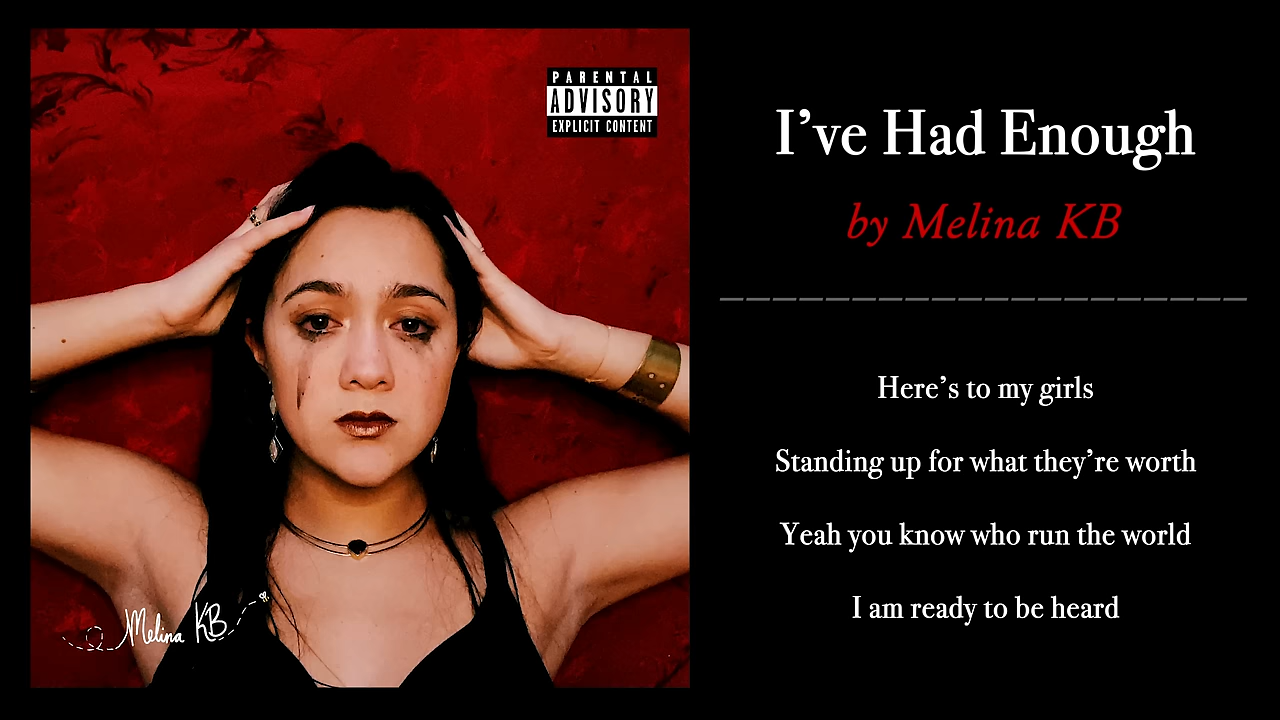 PARENTAL
ADVISORY
EXPLICIT CONTENT
Melina KB
I’ve Had Enough
by Melina KB
Here’s to my girls
Standing up for what they’re worth
Yeah you know who run the world
I am ready to be heard